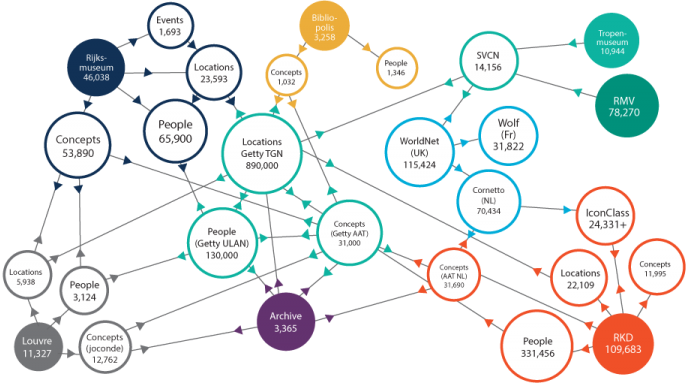 Events
1,693
Biblio-
polis
3,258
Tropen-
museum
10,944
Rijks-
museum
46,038
Locations
23,593
Concepts
1,032
People
1,346
SVCN
14,156
RMV
78,270
Concepts
53,890
People
65,900
Locations
Getty TGN
890,000
WorldNet
(UK)
115,424
Wolf
(Fr)
31,822
Cornetto
(NL)
70,434
IconClass
24,331+
People
(Getty ULAN)
130,000
Concepts
(Getty AAT)
31,000
Locations
5,938
People
3,124
Concepts
(AAT NL)
31,690
Locations
22,109
Concepts
11,995
Louvre
11,327
Concepts
(joconde)
12,762
Archive
3,365
People
331,456
RKD
109,683